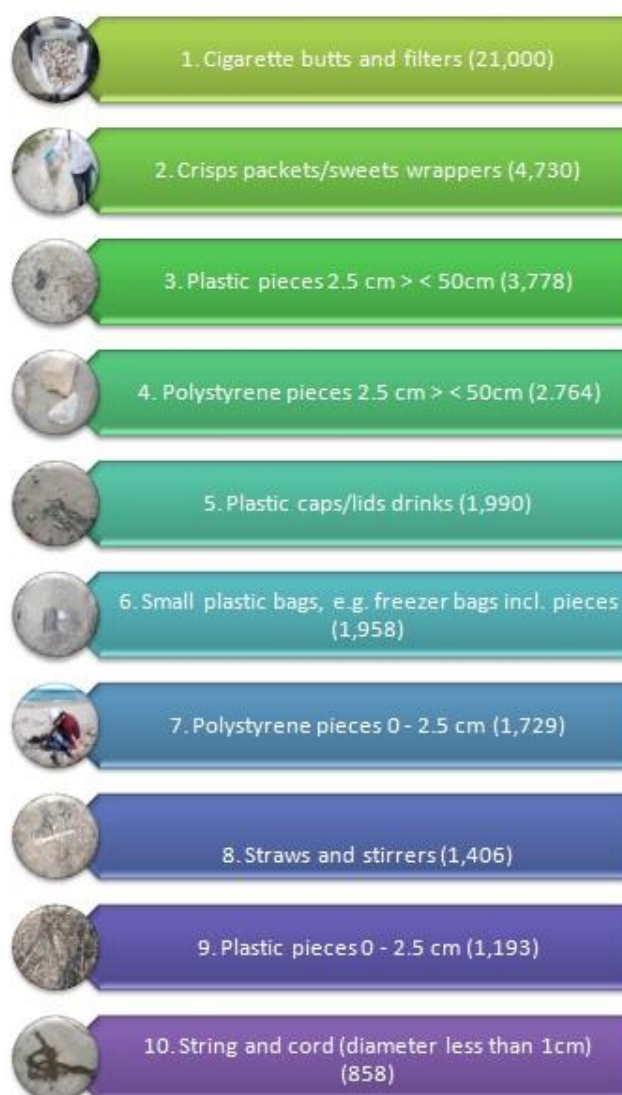 1. Cigarette butts and filters (21,000)
2. Crisps packets/sweets wrappers (4,730)
3. Plastic pieces 2.5 cm > < 50cm (3,778)
4. Polystyrene pieces 2.5 cm > < 50cm (2.764)
5. Plastic caps/lids drinks (1,990)
6. Small plastic bags, e.g. freezer bags incl. pieces
(1,958)
7. Polystyrene pieces 0 - 2.5 cm (1,729)
8. Straws and stirrers (1,406)
9. Plastic pieces 0 - 2.5 cm (1,193)
10. String and cord (diameter less than 1cm)
(858)